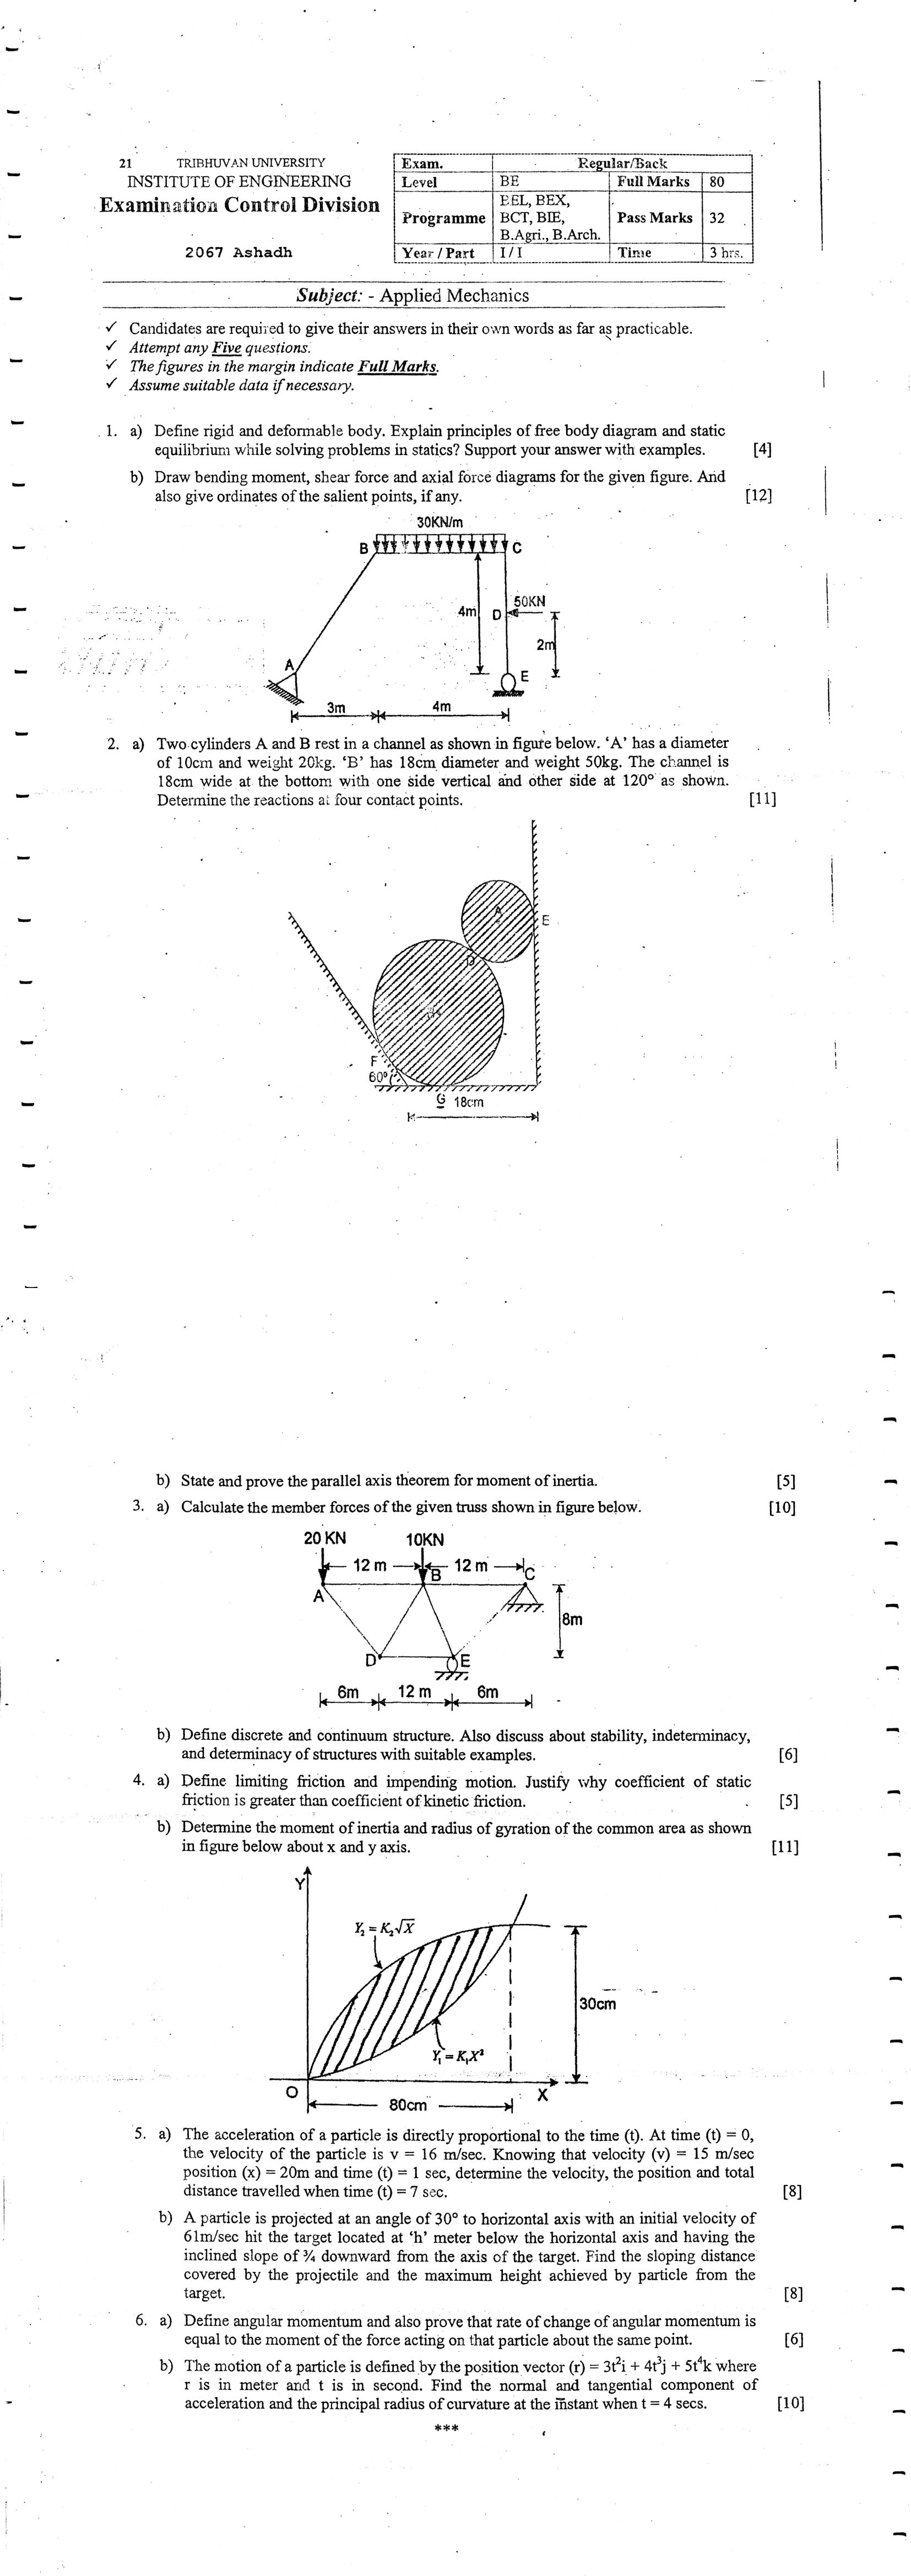 21 TRIBHUVAN UNIVERSITY
INSTITUTE OF ENGINEERING
Examination Control Division
2067 Ashadh
Exam. Regular/Back
Level BE Full Marks 80
Programme BEL, BEX, BCT, BIE, B.Agri., B.Arch. Pass Marks 32
Year / Part I / I Time 3 hrs.
Subject: - Applied Mechanics
✓ Candidates are required to give their answers in their own words as far as practicable.
✓ Attempt any Five questions.
✓ The figures in the margin indicate Full Marks.
✓ Assume suitable data if necessary.
1. a) Define rigid and deformable body. Explain principles of free body diagram and static
equilibrium while solving problems in statics? Support your answer with examples. [4]
b) Draw bending moment, shear force and axial force diagrams for the given figure. And
also give ordinates of the salient points, if any. [12]
30KN/m
B C
4m D 50KN
2m
A E
3m 4m
2. a) Two cylinders A and B rest in a channel as shown in figure below. ‘A’ has a diameter
of 10cm and weight 20kg. ‘B’ has 18cm diameter and weight 50kg. The channel is
18cm wide at the bottom with one side vertical and other side at 120° as shown.
Determine the reactions at four contact points. [11]
A E
D
F
60°
G 18cm
b) State and prove the parallel axis theorem for moment of inertia. [5]
3. a) Calculate the member forces of the given truss shown in figure below. [10]
20 KN 10KN
12 m 12 m
A B C
8m
D E
6m 12 m 6m
b) Define discrete and continuum structure. Also discuss about stability, indeterminacy,
and determinacy of structures with suitable examples. [6]
4. a) Define limiting friction and impending motion. Justify why coefficient of static
friction is greater than coefficient of kinetic friction. [5]
b) Determine the moment of inertia and radius of gyration of the common area as shown
in figure below about x and y axis. [11]
Y
Y₂ = K₂√X
30cm
Y₁ = K₁X²
O X
80cm
5. a) The acceleration of a particle is directly proportional to the time (t). At time (t) = 0,
the velocity of the particle is v = 16 m/sec. Knowing that velocity (v) = 15 m/sec
position (x) = 20m and time (t) = 1 sec, determine the velocity, the position and total
distance travelled when time (t) = 7 sec. [8]
b) A particle is projected at an angle of 30° to horizontal axis with an initial velocity of
61m/sec hit the target located at ‘h’ meter below the horizontal axis and having the
inclined slope of ¾ downward from the axis of the target. Find the sloping distance
covered by the projectile and the maximum height achieved by particle from the
target. [8]
6. a) Define angular momentum and also prove that rate of change of angular momentum is
equal to the moment of the force acting on that particle about the same point. [6]
b) The motion of a particle is defined by the position vector (r) = 3t²i + 4t³j + 5t⁴k where
r is in meter and t is in second. Find the normal and tangential component of
acceleration and the principal radius of curvature at the instant when t = 4 secs. [10]
***